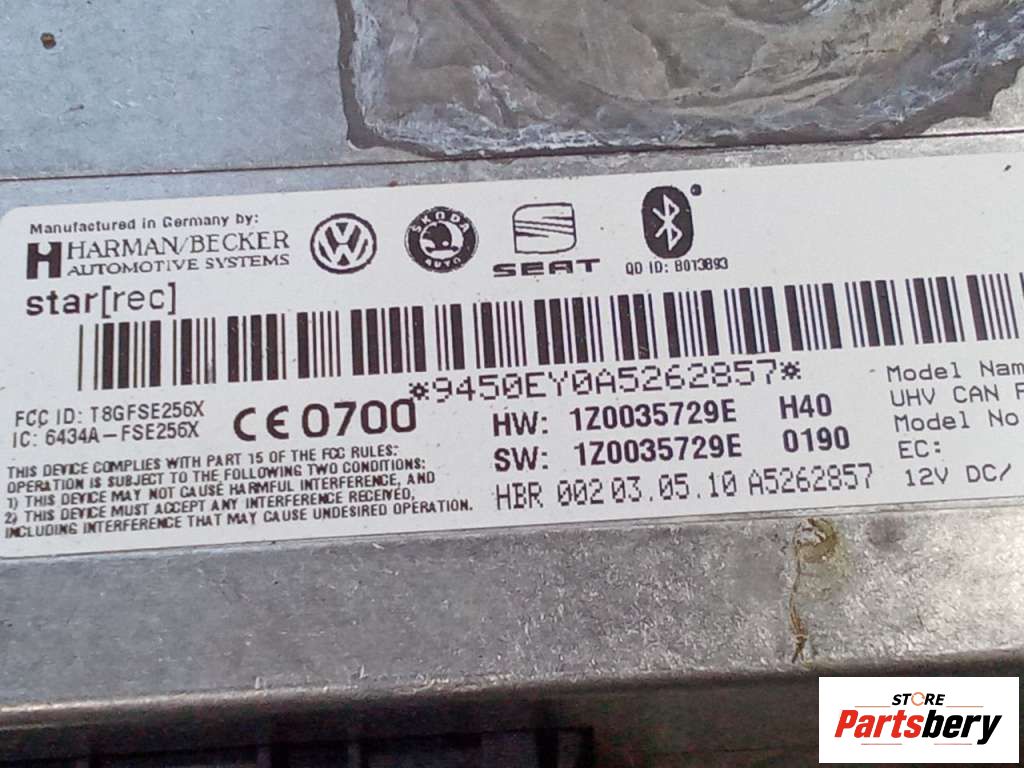 Manufactured in Germany by:
HARMAN/BECKER
AUTOMOTIVE SYSTEMS
ŠKODA
AUTO
SEAT
QD ID: B013893
star[rec]
*9450EY0A5262857*
FCC ID: T8GFSE256X
IC: 6434A-FSE256X
CE0700
HW: 1Z0035729E H40
SW: 1Z0035729E 0190
HBR 002 03.05.10 A5262857
Model Nam
UHV CAN
Model No
EC:
12V DC/
THIS DEVICE COMPLIES WITH PART 15 OF THE FCC RULES:
OPERATION IS SUBJECT TO THE FOLLOWING TWO CONDITIONS:
1) THIS DEVICE MAY NOT CAUSE HARMFUL INTERFERENCE, AND
2) THIS DEVICE MUST ACCEPT ANY INTERFERENCE RECEIVED,
INCLUDING INTERFERENCE THAT MAY CAUSE UNDESIRED OPERATION.
STORE
Partsbery